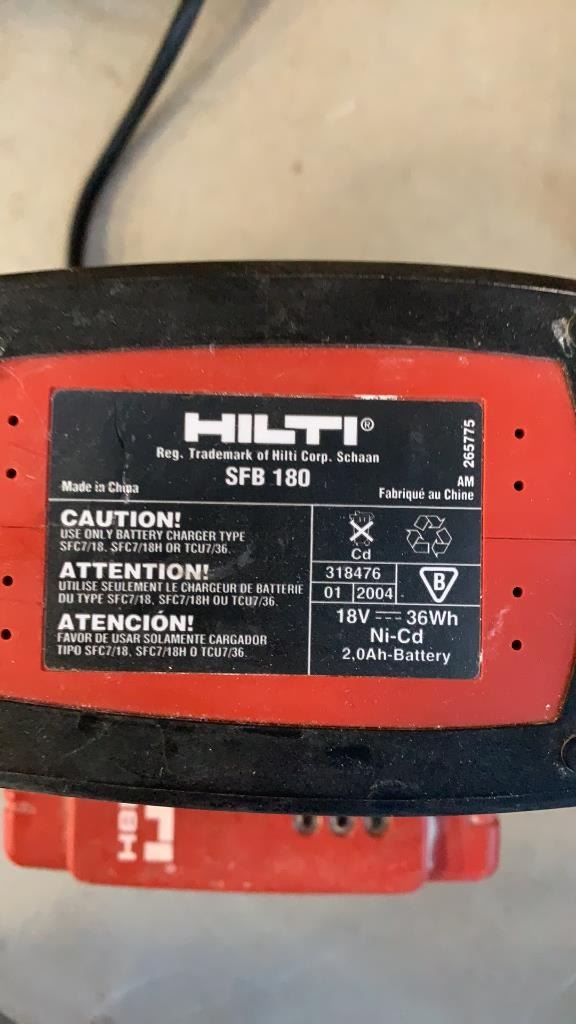 HILTI®
Reg. Trademark of Hilti Corp. Schaan
SFB 180
Made in China
AM 265775
Fabriqué au Chine
CAUTION!
USE ONLY BATTERY CHARGER TYPE
SFC7/18, SFC7/18H OR TCU7/36.
ATTENTION!
UTILISE SEULEMENT LE CHARGEUR DE BATTERIE
DU TYPE SFC7/18, SFC7/18H OU TCU7/36.
ATENCIÓN!
FAVOR DE USAR SOLAMENTE CARGADOR
TIPO SFC7/18, SFC7/18H O TCU7/36.
Cd
318476
01 2004
B
18V 36Wh
Ni-Cd
2,0Ah-Battery